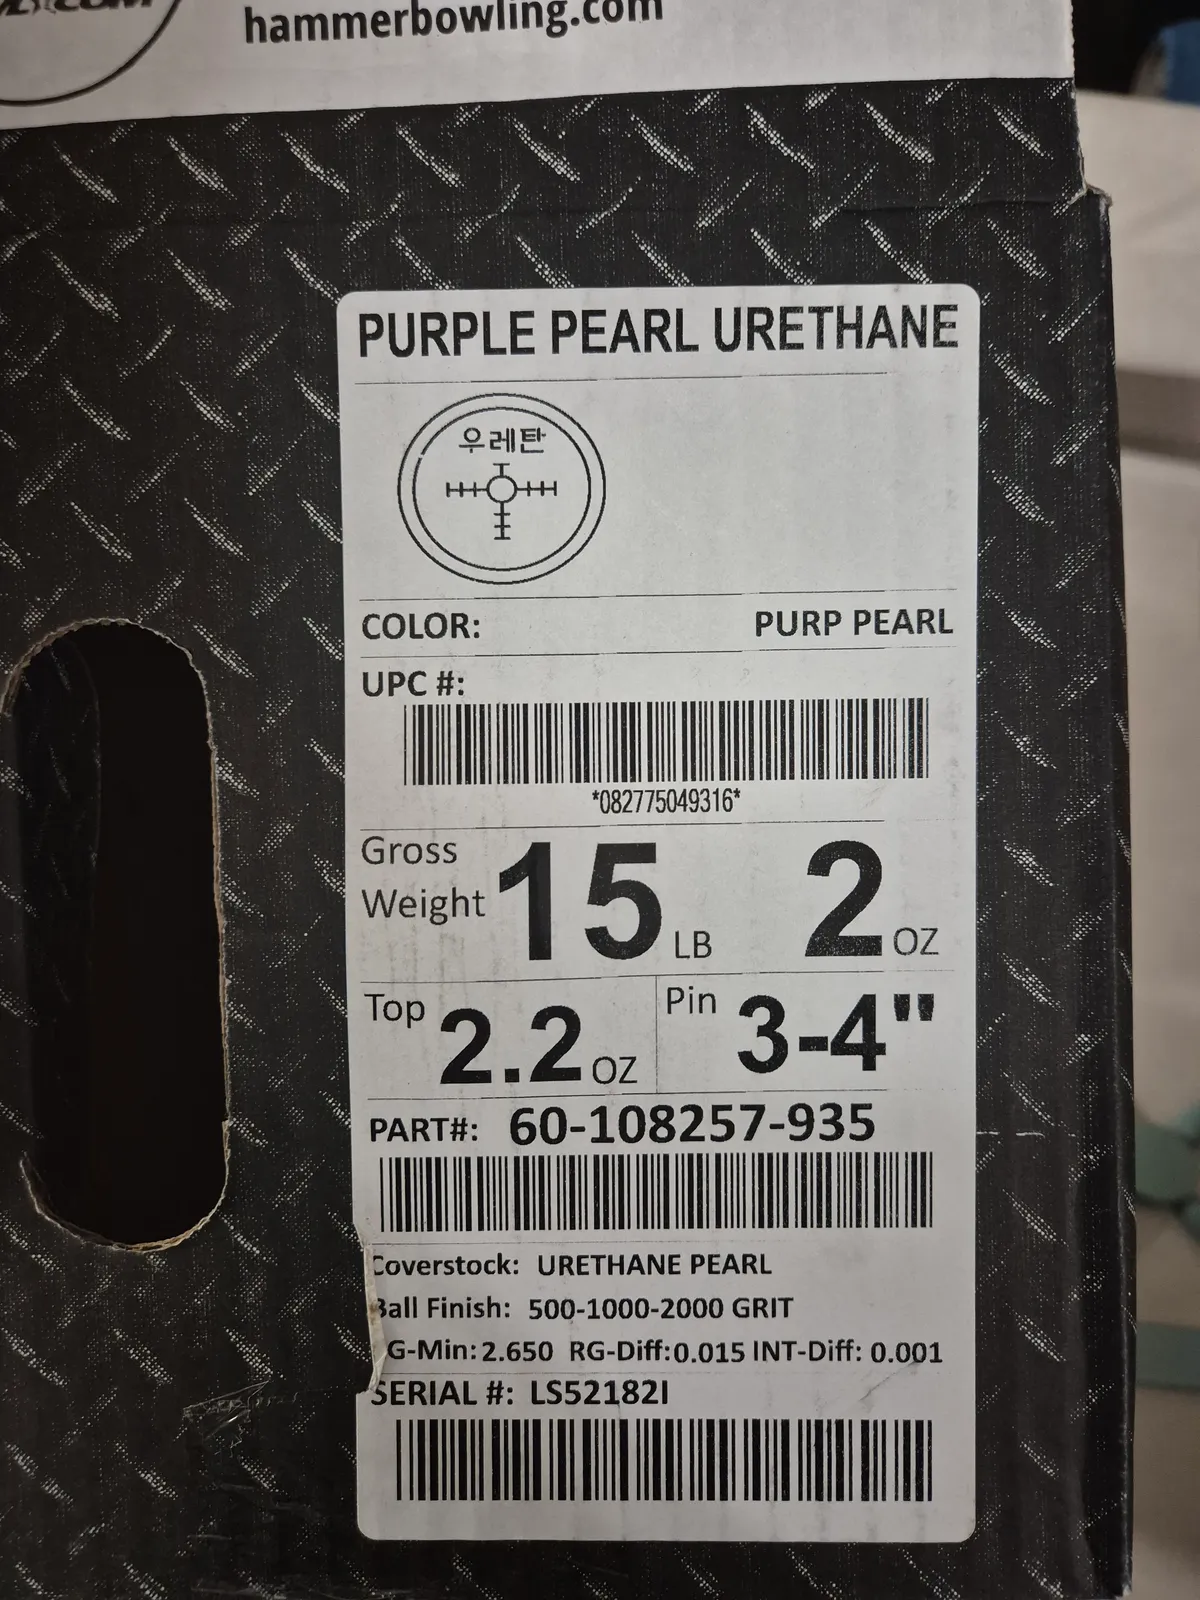 hammerbowling.com
PURPLE PEARL URETHANE
우레탄
COLOR: PURP PEARL
UPC #:
*082775049316*
Gross Weight 15 LB 2 OZ
Top 2.2 OZ Pin 3-4"
PART#: 60-108257-935
Coverstock: URETHANE PEARL
Ball Finish: 500-1000-2000 GRIT
G-Min: 2.650 RG-Diff: 0.015 INT-Diff: 0.001
SERIAL #: LS52182I